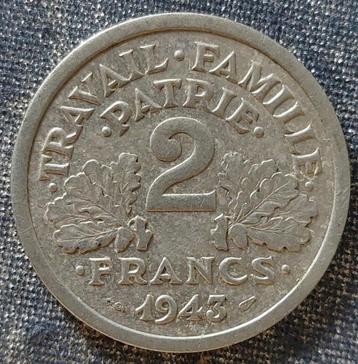 TRAVAIL · FAMILLE ·
· PATRIE ·
2
· FRANCS ·
1943